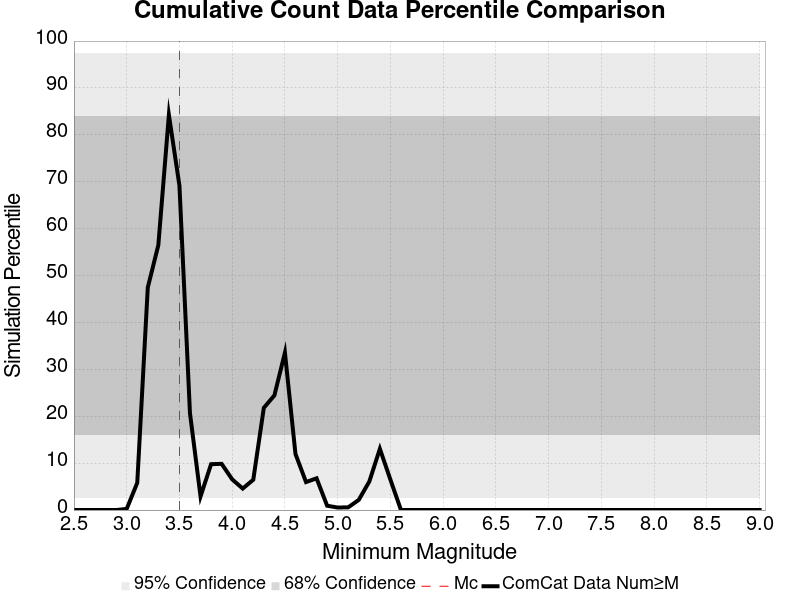 Cumulative Count Data Percentile Comparison
100
90
80
70
60
50
40
30
20
10
0
Simulation Percentile
2.5 3.0 3.5 4.0 4.5 5.0 5.5 6.0 6.5 7.0 7.5 8.0 8.5 9.0
Minimum Magnitude
95% Confidence 68% Confidence Mc ComCat Data Num≥M